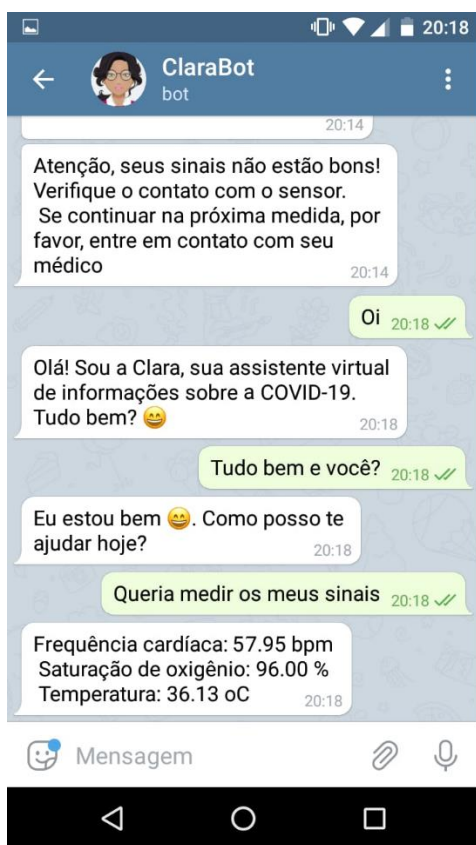 20:18
ClaraBot
bot
20:14
Atenção, seus sinais não estão bons!
Verifique o contato com o sensor.
Se continuar na próxima medida, por
favor, entre em contato com seu
médico
20:14
Oi 20:18
Olá! Sou a Clara, sua assistente virtual
de informações sobre a COVID-19.
Tudo bem? 😄
20:18
Tudo bem e você? 20:18
Eu estou bem 😄. Como posso te
ajudar hoje?
20:18
Queria medir os meus sinais 20:18
Frequência cardíaca: 57.95 bpm
Saturação de oxigênio: 96.00 %
Temperatura: 36.13 oC
20:18
Mensagem